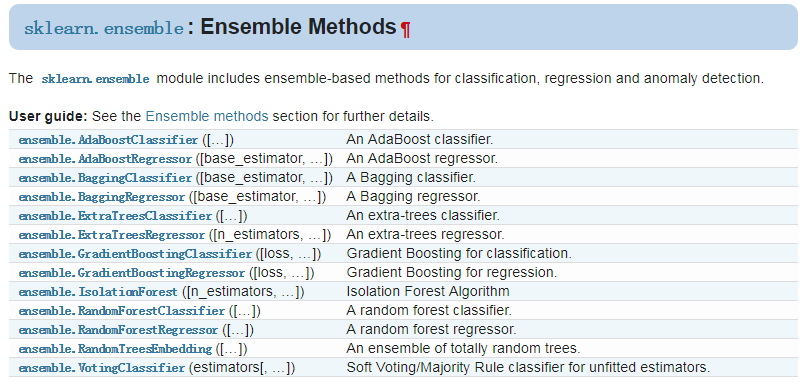 sklearn.ensemble: Ensemble Methods¶
The sklearn.ensemble module includes ensemble-based methods for classification, regression and anomaly detection.
User guide: See the Ensemble methods section for further details.
ensemble.AdaBoostClassifier([...]) An AdaBoost classifier.
ensemble.AdaBoostRegressor([base_estimator, ...]) An AdaBoost regressor.
ensemble.BaggingClassifier([base_estimator, ...]) A Bagging classifier.
ensemble.BaggingRegressor([base_estimator, ...]) A Bagging regressor.
ensemble.ExtraTreesClassifier([...]) An extra-trees classifier.
ensemble.ExtraTreesRegressor([n_estimators, ...]) An extra-trees regressor.
ensemble.GradientBoostingClassifier([loss, ...]) Gradient Boosting for classification.
ensemble.GradientBoostingRegressor([loss, ...]) Gradient Boosting for regression.
ensemble.IsolationForest([n_estimators, ...]) Isolation Forest Algorithm
ensemble.RandomForestClassifier([...]) A random forest classifier.
ensemble.RandomForestRegressor([...]) A random forest regressor.
ensemble.RandomTreesEmbedding([...]) An ensemble of totally random trees.
ensemble.VotingClassifier(estimators[, ...]) Soft Voting/Majority Rule classifier for unfitted estimators.